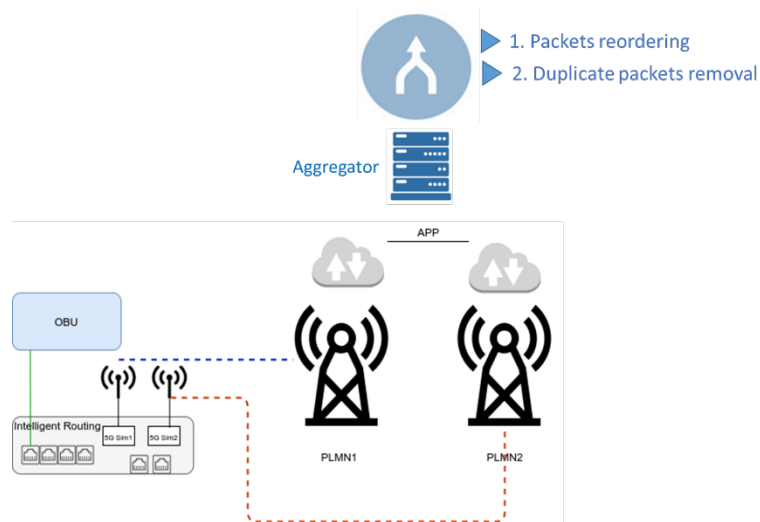 1. Packets reordering
2. Duplicate packets removal
Aggregator
APP
OBU
Intelligent Routing
5G Sim1
5G Sim2
PLMN1
PLMN2